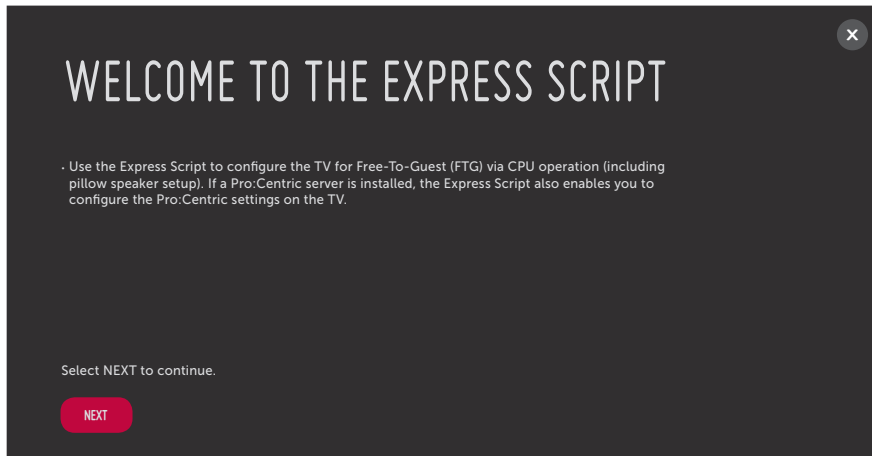 X
WELCOME TO THE EXPRESS SCRIPT
• Use the Express Script to configure the TV for Free-To-Guest (FTG) via CPU operation (including
pillow speaker setup). If a Pro:Centric server is installed, the Express Script also enables you to
configure the Pro:Centric settings on the TV.
Select NEXT to continue.
NEXT